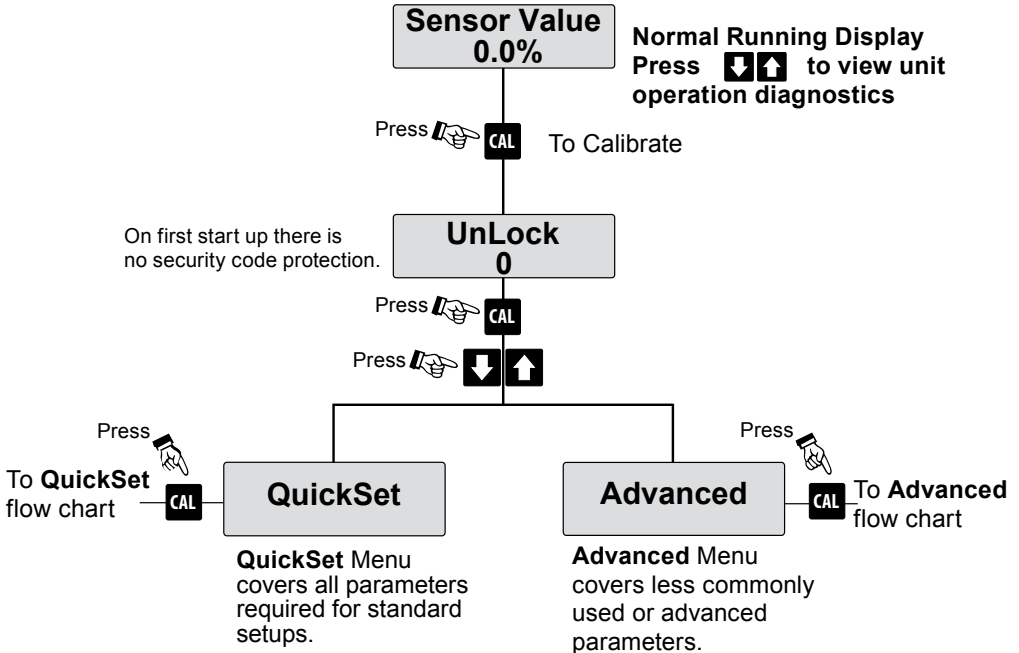 Sensor Value
0.0%
Normal Running Display
Press to view unit
operation diagnostics
Press CAL To Calibrate
On first start up there is
no security code protection.
UnLock
0
Press CAL
Press
Press
To QuickSet
flow chart
CAL
QuickSet
QuickSet Menu
covers all parameters
required for standard
setups.
Press
Advanced
CAL
To Advanced
flow chart
Advanced Menu
covers less commonly
used or advanced
parameters.